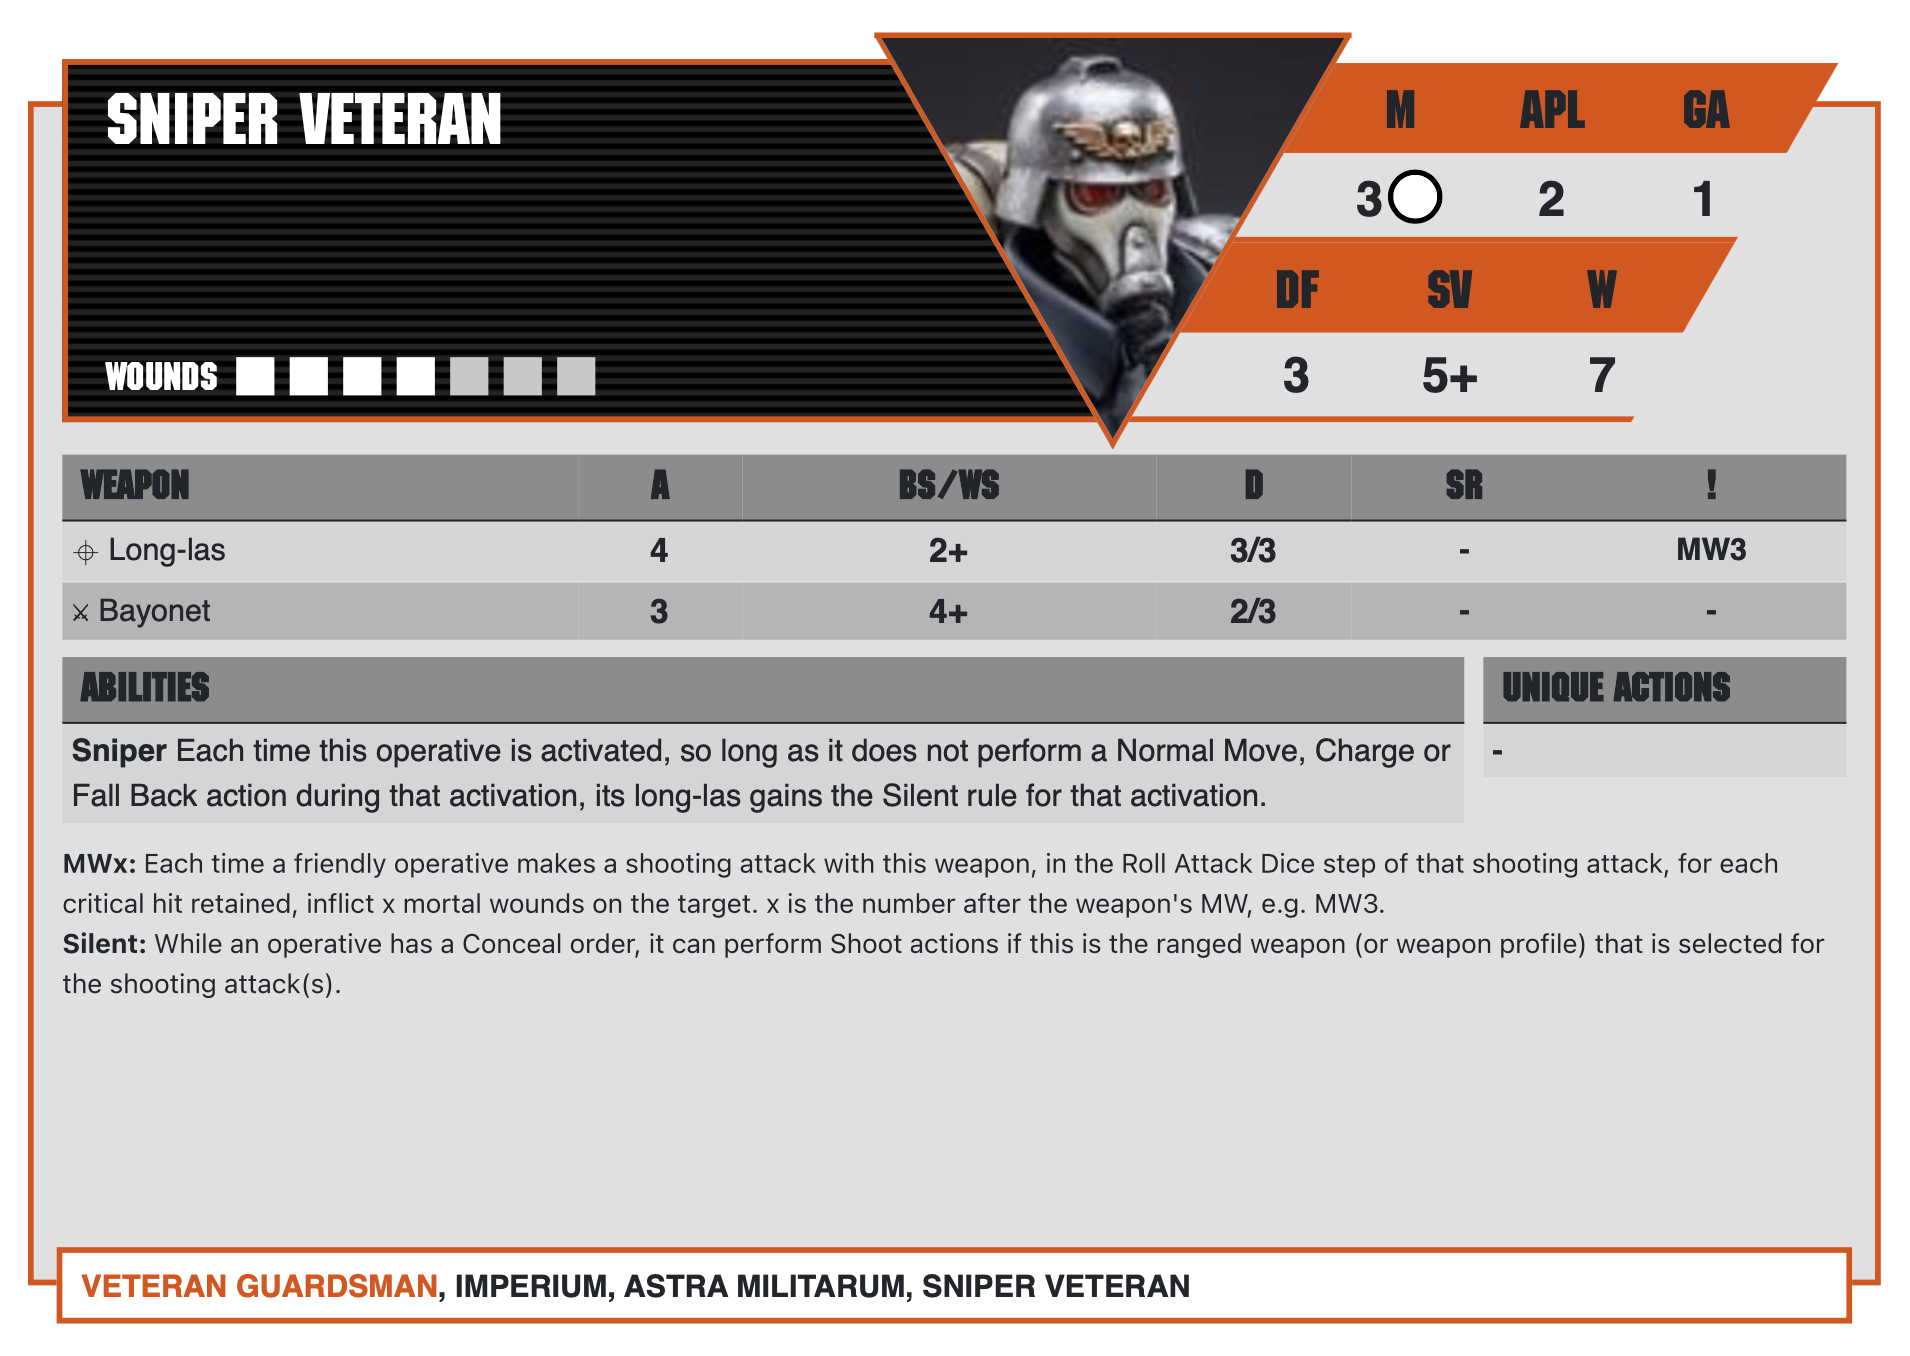 SNIPER VETERAN
M APL GA
3 2 1
DF SV W
3 5+ 7
WOUNDS
WEAPON A BS/WS D SR !
Long-las 4 2+ 3/3 - MW3
Bayonet 3 4+ 2/3 - -
ABILITIES
Sniper Each time this operative is activated, so long as it does not perform a Normal Move, Charge or
Fall Back action during that activation, its long-las gains the Silent rule for that activation.
UNIQUE ACTIONS
-
MWx: Each time a friendly operative makes a shooting attack with this weapon, in the Roll Attack Dice step of that shooting attack, for each
critical hit retained, inflict x mortal wounds on the target. x is the number after the weapon's MW, e.g. MW3.
Silent: While an operative has a Conceal order, it can perform Shoot actions if this is the ranged weapon (or weapon profile) that is selected for
the shooting attack(s).
VETERAN GUARDSMAN, IMPERIUM, ASTRA MILITARUM, SNIPER VETERAN